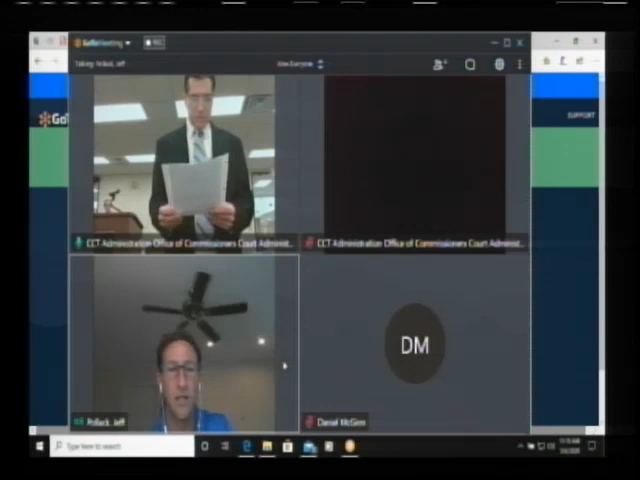 GoToMeeting
REC
Talking: Pollack, Jeff
View: Everyone
SUPPORT
CCT Administration Office of Commissioners Court Administ...
CCT Administration Office of Commissioners Court Administ...
DM
Pollack, Jeff
Daniel McGinn
Type here to search